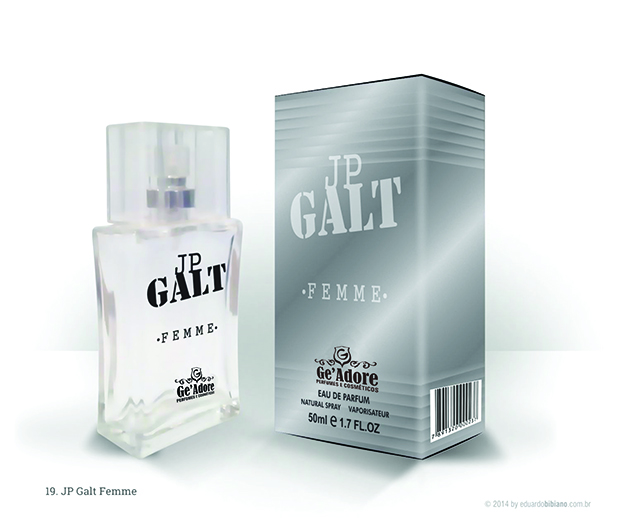 JP
GALT
·FEMME·
G
Ge'Adore
PERFUMES E COSMÉTICOS
JP
GALT
·FEMME·
G
Ge'Adore
PERFUMES E COSMÉTICOS
EAU DE PARFUM
NATURAL SPRAY VAPORISATEUR
50ml e 1.7 FL.OZ
19. JP Galt Femme
© 2014 by eduardobibiano.com.br